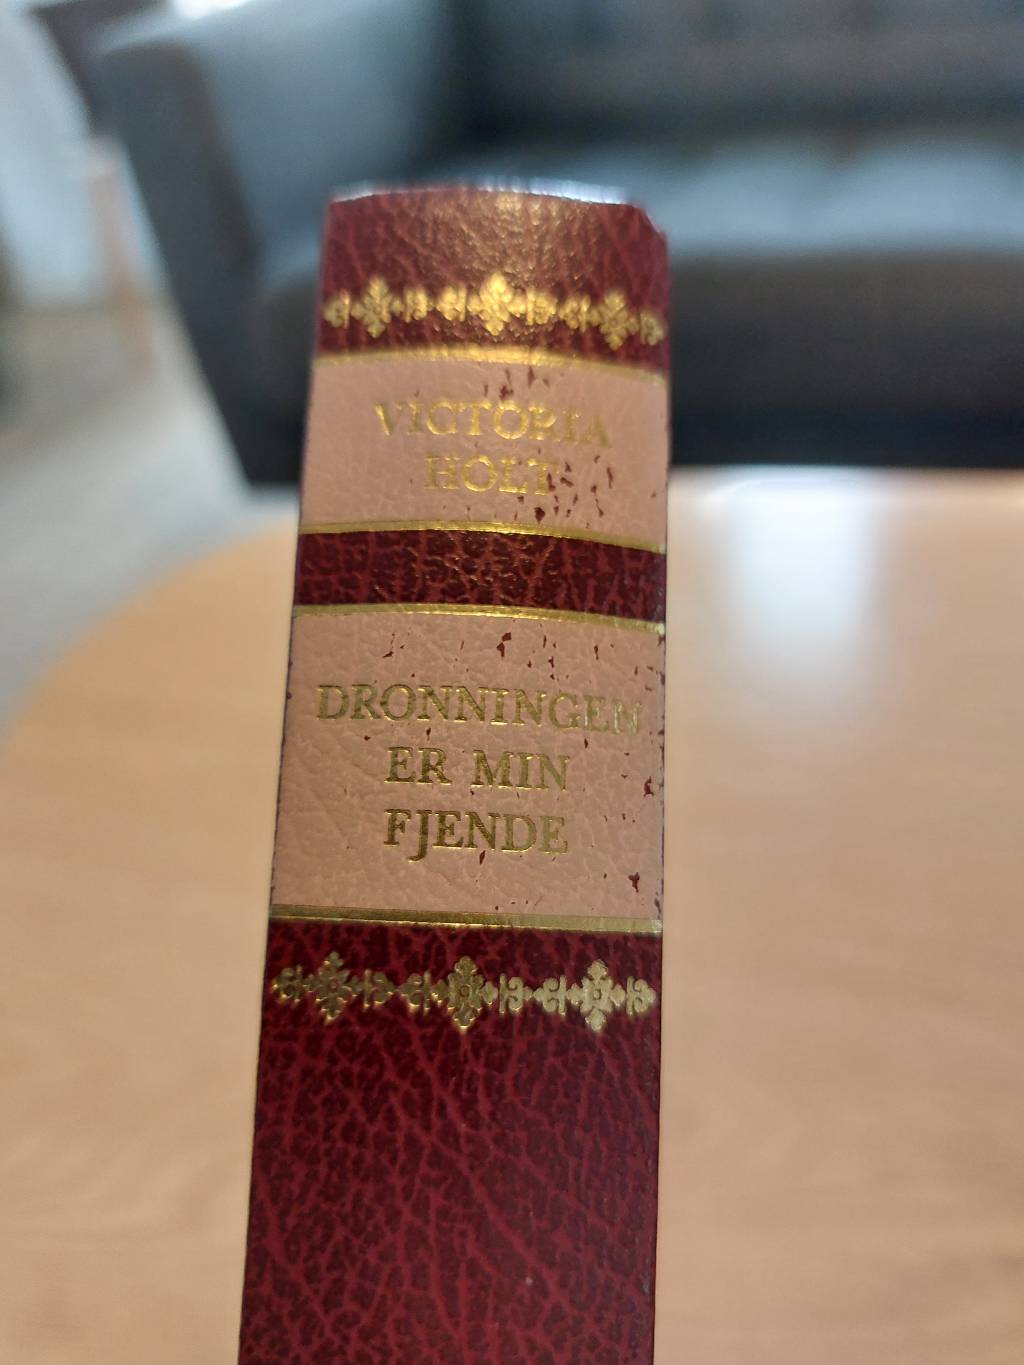 VICTORIA
HOLT
DRONNINGEN
ER MIN
FJENDE